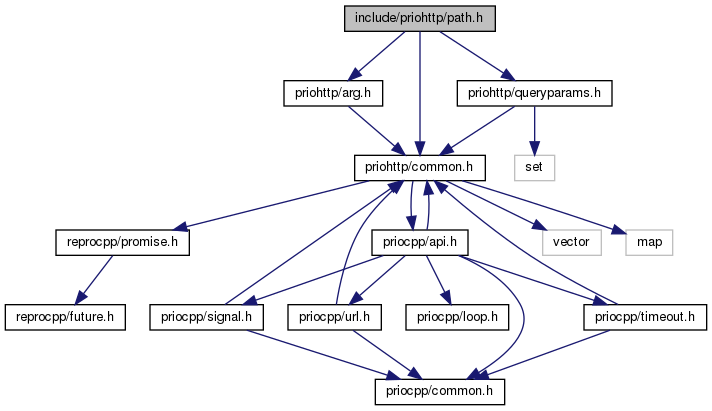 include/priohttp/path.h
priohttp/arg.h
priohttp/queryparams.h
priohttp/common.h
set
reprocpp/promise.h
priocpp/api.h
vector
map
reprocpp/future.h
priocpp/signal.h
priocpp/url.h
priocpp/loop.h
priocpp/timeout.h
priocpp/common.h